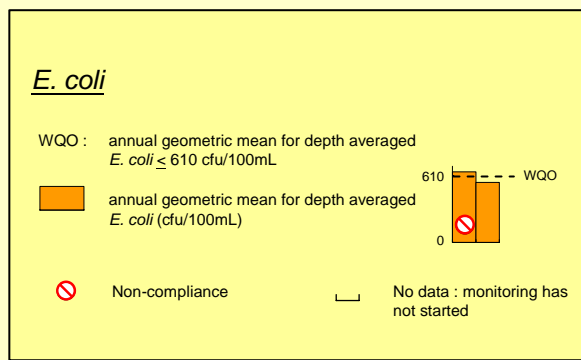 E. coli
WQO : annual geometric mean for depth averaged
E. coli ≤ 610 cfu/100mL
annual geometric mean for depth averaged
E. coli (cfu/100mL)
610
WQO
0
Non-compliance
No data : monitoring has
not started